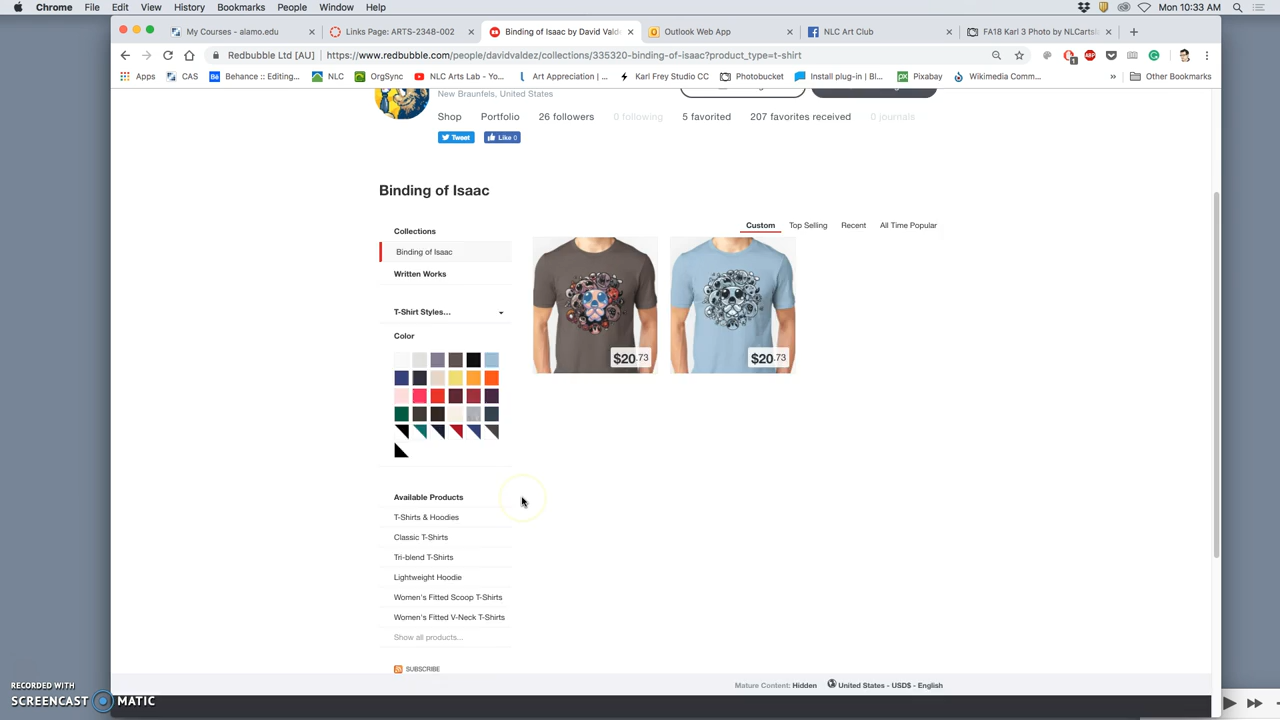 Chrome File Edit View History Bookmarks People Window Help Mon 10:33 AM
My Courses - alamo.edu Links Page: ARTS-2348-002 Binding of Isaac by David Vald Outlook Web App NLC Art Club FA18 Karl 3 Photo by NLCartsl
Redbubble Ltd [AU] https://www.redbubble.com/people/davidvaldez/collections/335320-binding-of-isaac?product_type=t-shirt
Apps CAS Behance :: Editing... NLC OrgSync NLC Arts Lab - Yo... Art Appreciation |... Karl Frey Studio CC Photobucket Install plug-in | Bl... Pixabay Wikimedia Comm... » Other Bookmarks
New Braunfels, United States
Shop Portfolio 26 followers 0 following 5 favorited 207 favorites received 0 journals
Tweet Like 0
Binding of Isaac
Custom Top Selling Recent All Time Popular
Collections
Binding of Isaac
Written Works
T-Shirt Styles...
Color
$20.73 $20.73
Available Products
T-Shirts & Hoodies
Classic T-Shirts
Tri-blend T-Shirts
Lightweight Hoodie
Women's Fitted Scoop T-Shirts
Women's Fitted V-Neck T-Shirts
Show all products...
SUBSCRIBE
Mature Content: Hidden United States - USD$ - English
RECORDED WITH
SCREENCAST MATIC